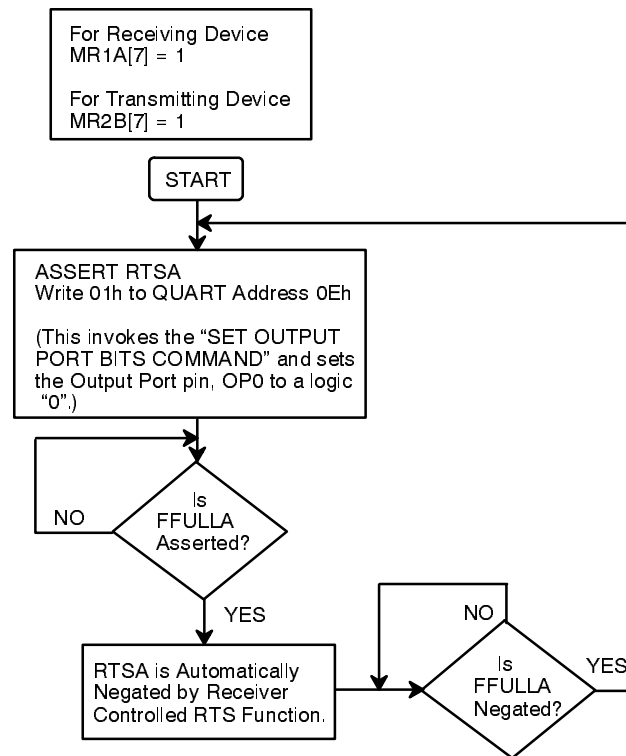 For Receiving Device
MR1A[7] = 1
For Transmitting Device
MR2B[7] = 1
START
ASSERT RTSA
Write 01h to QUART Address 0Eh
(This invokes the “SET OUTPUT
PORT BITS COMMAND” and sets
the Output Port pin, OP0 to a logic
“0”.)
Is
FFULLA
Asserted?
NO
YES
RTSA is Automatically
Negated by Receiver
Controlled RTS Function.
NO
Is
FFULLA
Negated?
YES